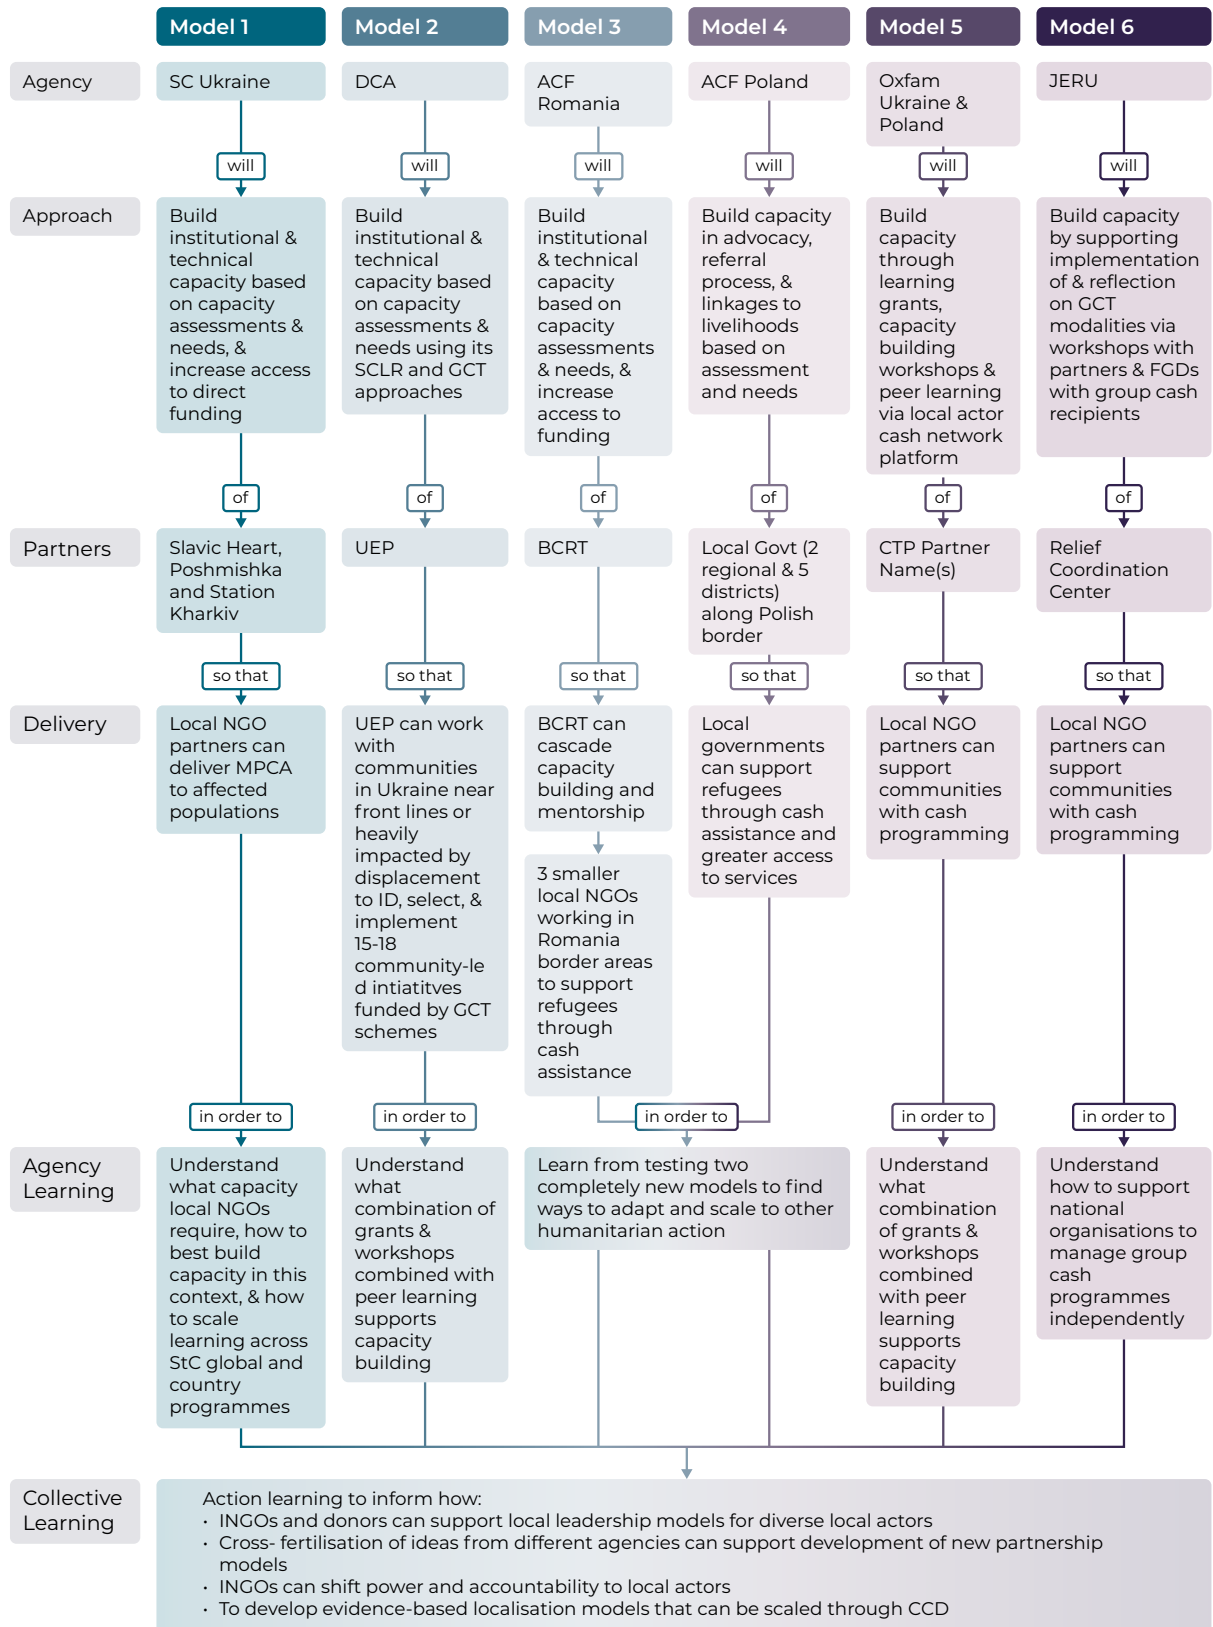 Model 1
Model 2
Model 3
Model 4
Model 5
Model 6
Agency
SC Ukraine
DCA
ACF
Romania
ACF Poland
Oxfam
Ukraine &
Poland
JERU
will
will
will
will
will
will
Approach
Build
institutional &
technical
capacity based
on capacity
assessments &
needs, &
increase access
to direct
funding
Build
institutional &
technical
capacity based
on capacity
assessments &
needs using its
SCLR and GCT
approaches
Build
institutional
& technical
capacity
based on
capacity
assessments
& needs, &
increase
access to
funding
Build capacity
in advocacy,
referral
process, &
linkages to
livelihoods
based on
assessment
and needs
Build
capacity
through
learning
grants,
capacity
building
workshops &
peer learning
via local actor
cash network
platform
Build capacity
by supporting
implementation
of & reflection
on GCT
modalities via
workshops with
partners & FGDs
with group cash
recipients
of
of
of
of
of
of
Partners
Slavic Heart,
Poshmishka
and Station
Kharkiv
UEP
BCRT
Local Govt (2
regional & 5
districts)
along Polish
border
CTP Partner
Name(s)
Relief
Coordination
Center
so that
so that
so that
so that
so that
so that
Delivery
Local NGO
partners can
deliver MPCA
to affected
populations
UEP can work
with
communities
in Ukraine near
front lines or
heavily
impacted by
displacement
to ID, select, &
implement
15-18
community-le
d intiatitves
funded by GCT
schemes
BCRT can
cascade
capacity
building and
mentorship
3 smaller
local NGOs
working in
Romania
border areas
to support
refugees
through
cash
assistance
Local
governments
can support
refugees
through cash
assistance and
greater access
to services
Local NGO
partners can
support
communities
with cash
programming
Local NGO
partners can
support
communities
with cash
programming
in order to
in order to
in order to
in order to
in order to
Agency
Learning
Understand
what capacity
local NGOs
require, how to
best build
capacity in this
context, & how
to scale
learning across
StC global and
country
programmes
Understand
what
combination of
grants &
workshops
combined with
peer learning
supports
capacity
building
Learn from testing two
completely new models to find
ways to adapt and scale to other
humanitarian action
Understand
what
combination
of grants &
workshops
combined
with peer
learning
supports
capacity
building
Understand
how to support
national
organisations to
manage group
cash
programmes
independently
Collective
Learning
Action learning to inform how:
• INGOs and donors can support local leadership models for diverse local actors
• Cross- fertilisation of ideas from different agencies can support development of new partnership
models
• INGOs can shift power and accountability to local actors
• To develop evidence-based localisation models that can be scaled through CCD